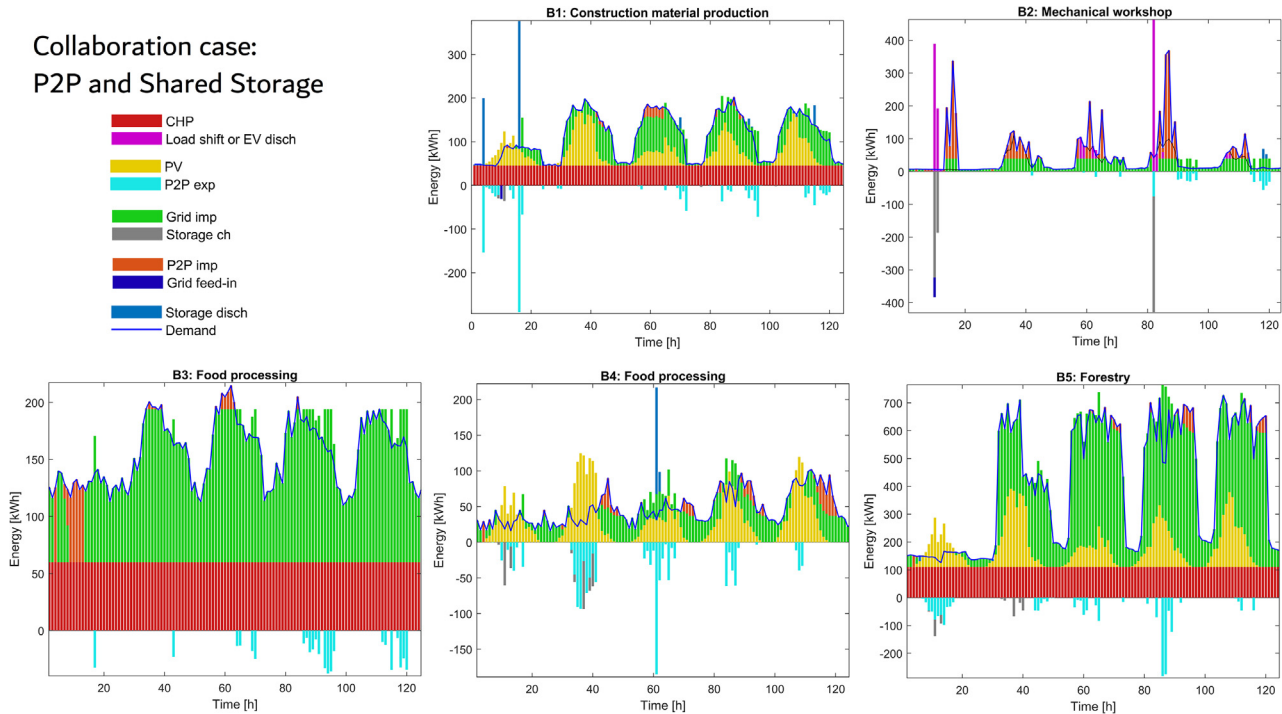 Collaboration case:
P2P and Shared Storage
CHP
Load shift or EV disch
PV
P2P exp
Grid imp
Storage ch
P2P imp
Grid feed-in
Storage disch
Demand
B1: Construction material production
Energy [kWh]
300
200
100
0
-100
-200
0 20 40 60 80 100 120
Time [h]
B2: Mechanical workshop
Energy [kWh]
400
300
200
100
0
-100
-200
-300
-400
20 40 60 80 100 120
Time [h]
B3: Food processing
Energy [kWh]
200
150
100
50
0
20 40 60 80 100 120
Time [h]
B4: Food processing
Energy [kWh]
200
150
100
50
0
-50
-100
-150
20 40 60 80 100 120
Time [h]
B5: Forestry
Energy [kWh]
700
600
500
400
300
200
100
0
-100
-200
20 40 60 80 100 120
Time [h]